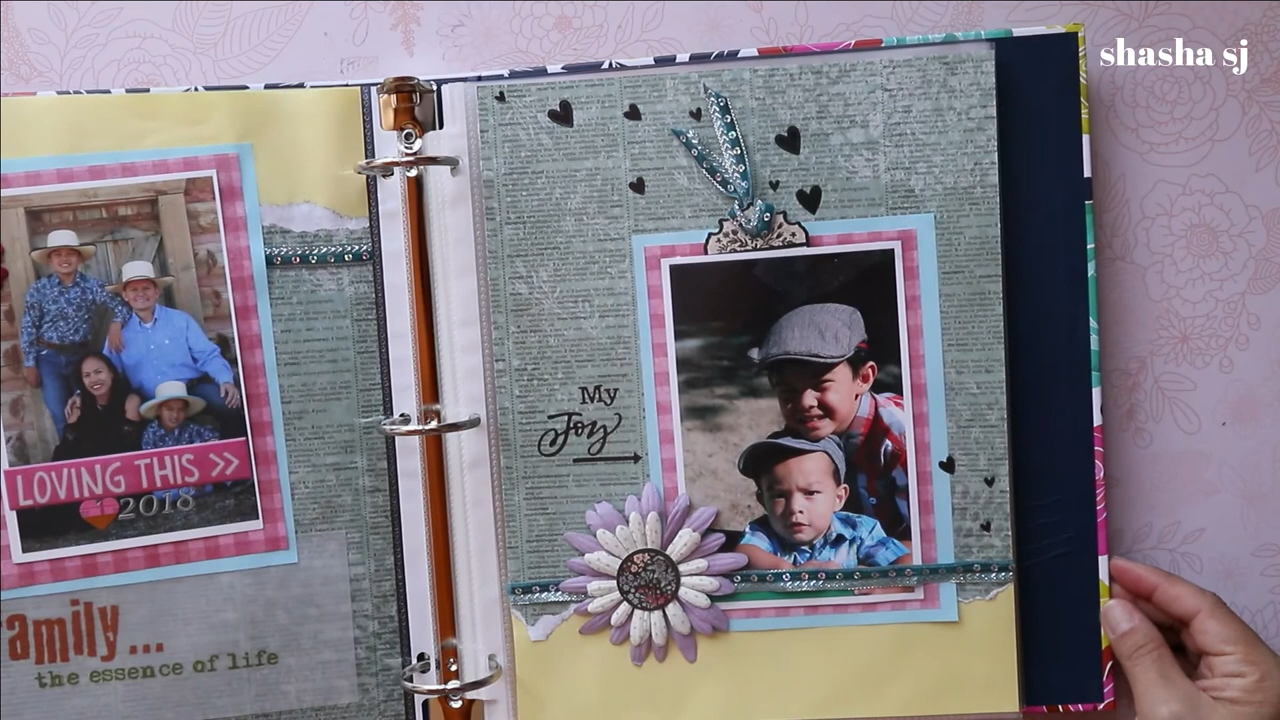 shasha sj
LOVING THIS >>
2018
amily...
the essence of life
My
Joy